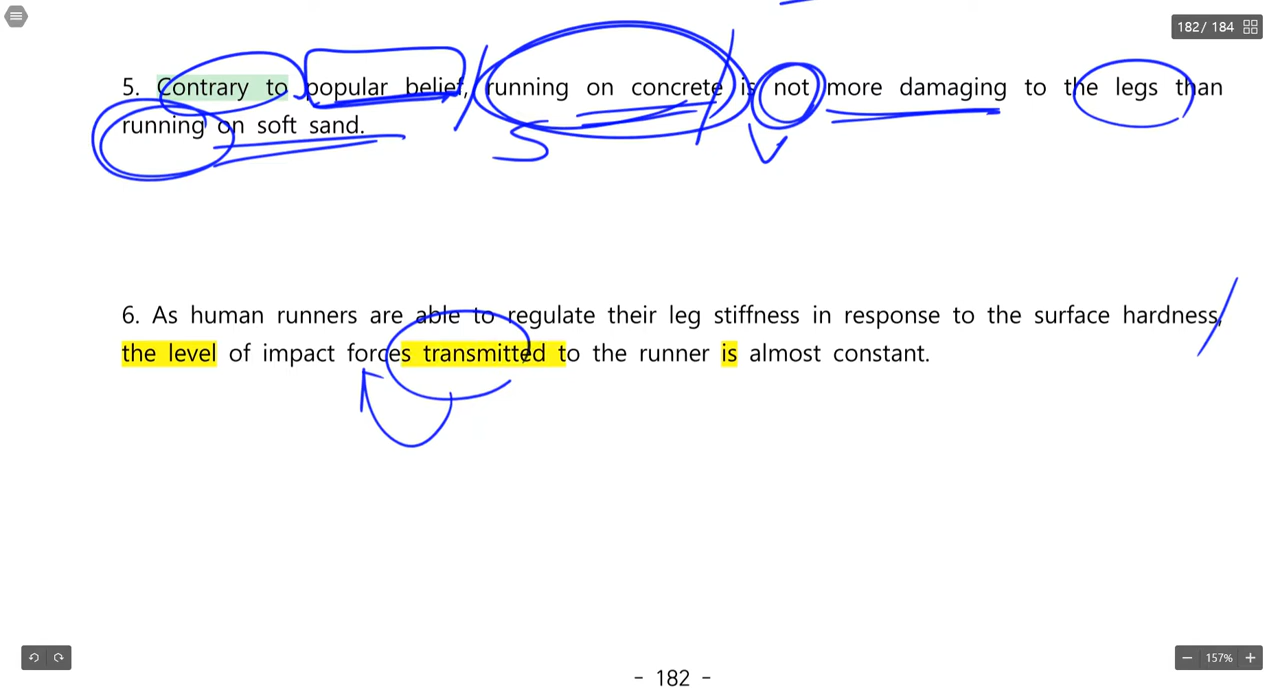 182/ 184
5. Contrary to popular belief, running on concrete is not more damaging to the legs than
running on soft sand.
S
V
6. As human runners are able to regulate their leg stiffness in response to the surface hardness,
the level of impact forces transmitted to the runner is almost constant.
157%
- 182 -